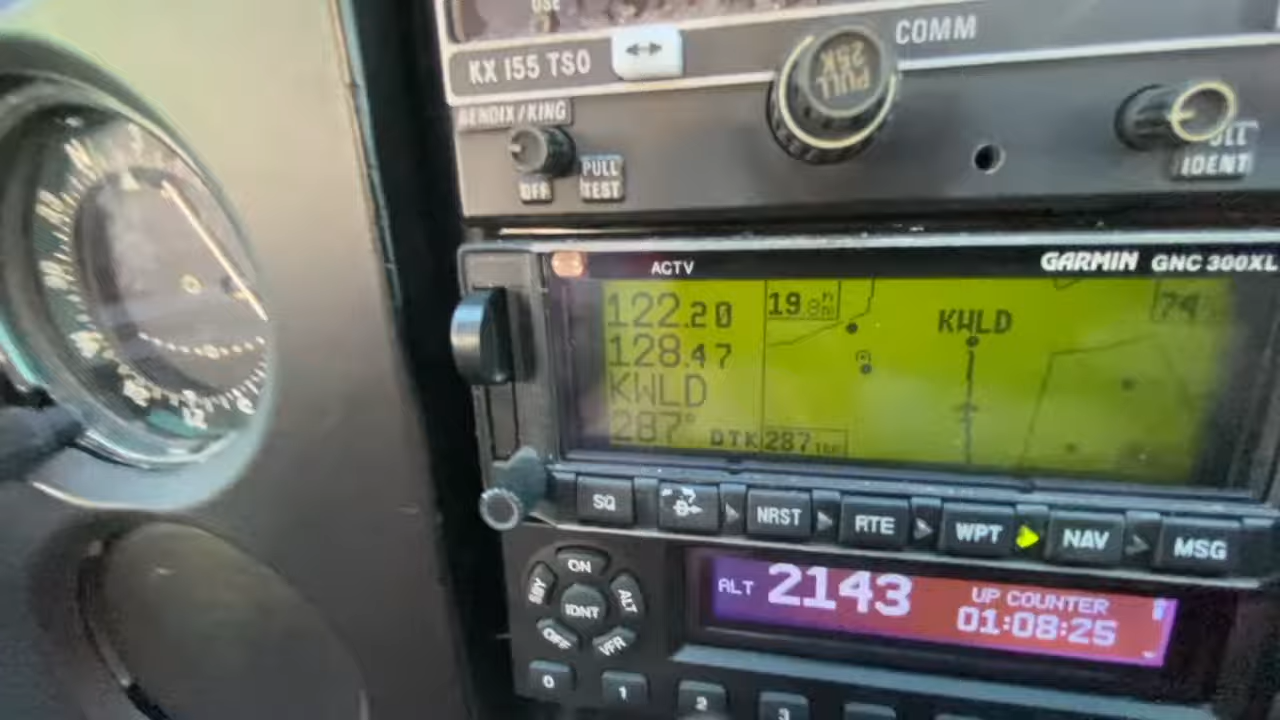 USE
KX 155 TSO
COMM
PULL 25K
BENDIX/KING
OFF
PULL
TEST
PULL
IDENT
ACTV
GARMIN GNC 300XL
122.20
128.47
KWLD
287°
DTK 287
19.8
KWLD
SQ
NRST
RTE
WPT
NAV
MSG
ON
SBY
ALT
IDNT
OFF
VFR
ALT 2143
UP COUNTER
01:08:25
0
1
2
3